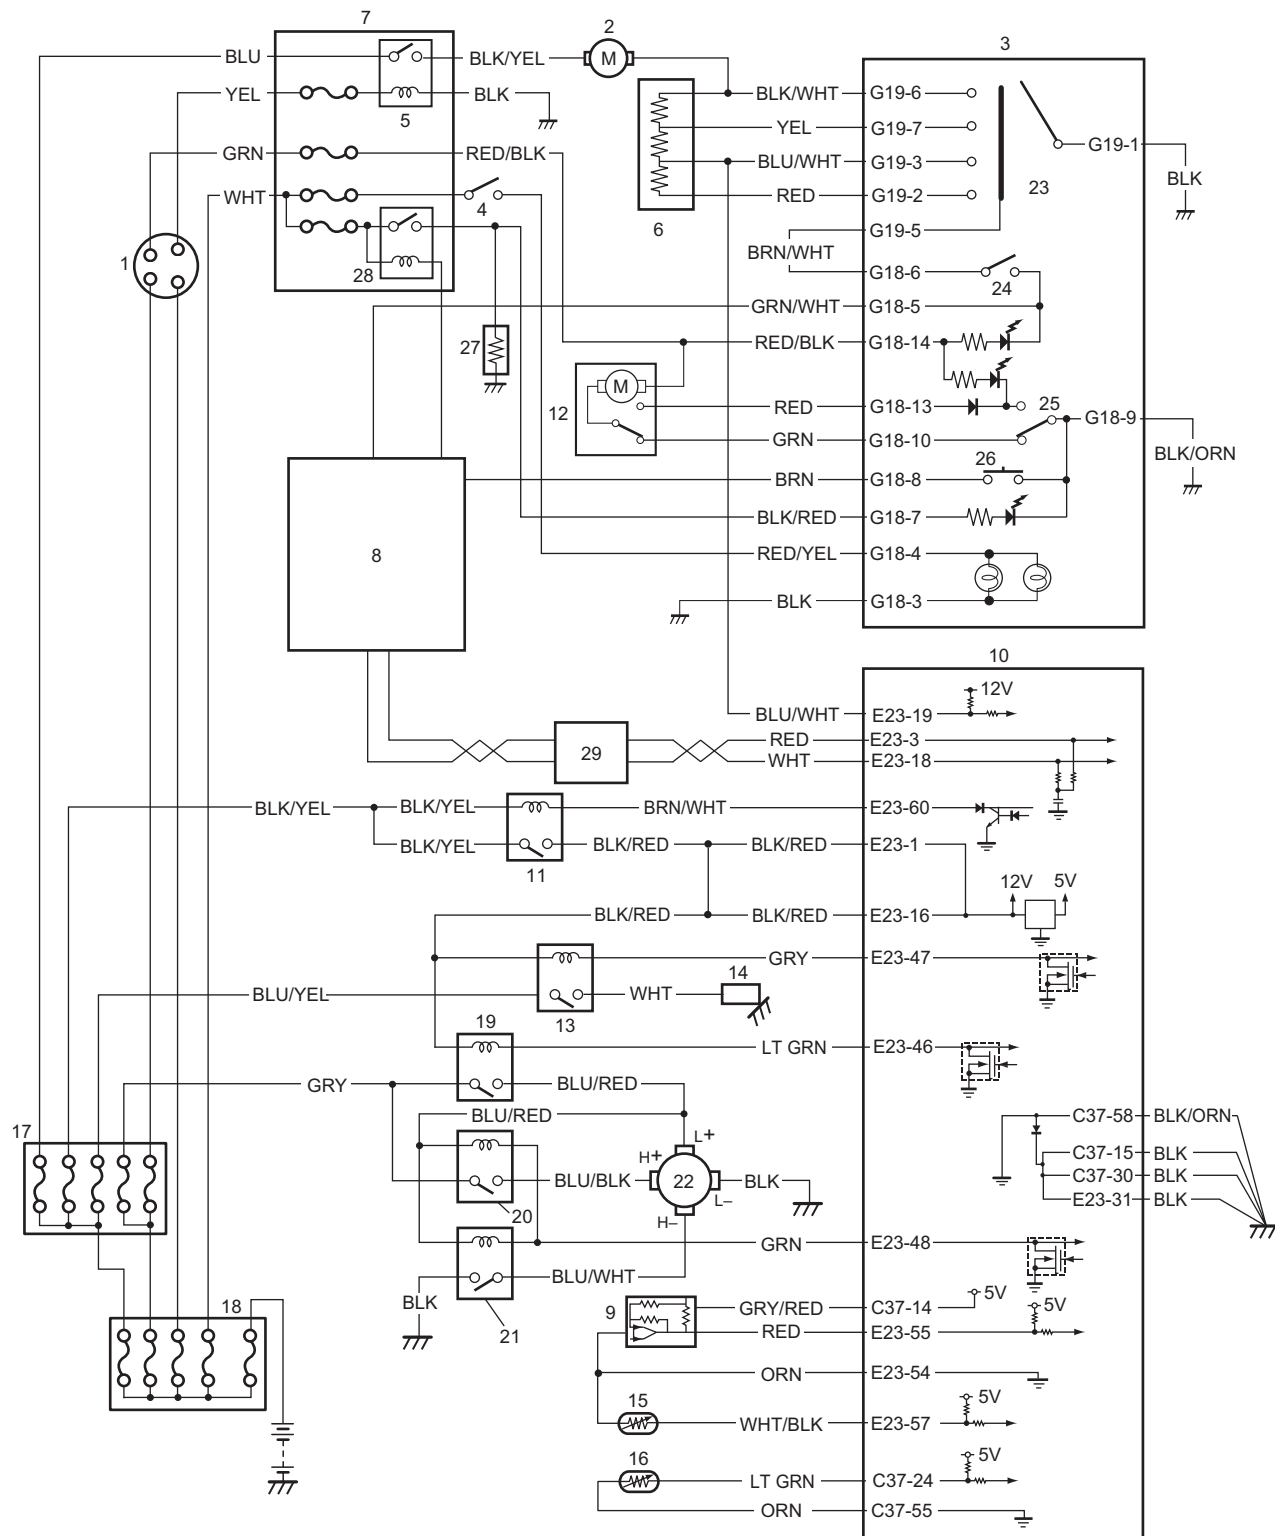 7
2
3
BLU
BLK/YEL
M
YEL
BLK
5
BLK/WHT
G19-6
YEL
G19-7
G19-1
GRN
RED/BLK
BLU/WHT
G19-3
BLK
WHT
4
RED
G19-2
23
6
G19-5
BRN/WHT
1
28
G18-6
24
GRN/WHT
G18-5
27
RED/BLK
G18-14
M
12
RED
G18-13
25
G18-9
GRN
G18-10
BLK/ORN
26
BRN
G18-8
BLK/RED
G18-7
8
RED/YEL
G18-4
BLK
G18-3
10
12V
BLU/WHT
E23-19
29
RED
E23-3
WHT
E23-18
BLK/YEL
BLK/YEL
BRN/WHT
E23-60
BLK/YEL
BLK/RED
BLK/RED
E23-1
11
12V
5V
BLK/RED
BLK/RED
E23-16
GRY
E23-47
14
BLU/YEL
WHT
13
19
LT GRN
E23-46
GRY
BLU/RED
BLU/RED
C37-58
BLK/ORN
17
L+
H+
C37-15
BLK
BLU/BLK
22
BLK
C37-30
BLK
L–
E23-31
BLK
20
H–
GRN
E23-48
BLU/WHT
BLK
18
21
9
GRY/RED
C37-14
5V
5V
RED
E23-55
ORN
E23-54
15
5V
WHT/BLK
E23-57
16
5V
LT GRN
C37-24
ORN
C37-55